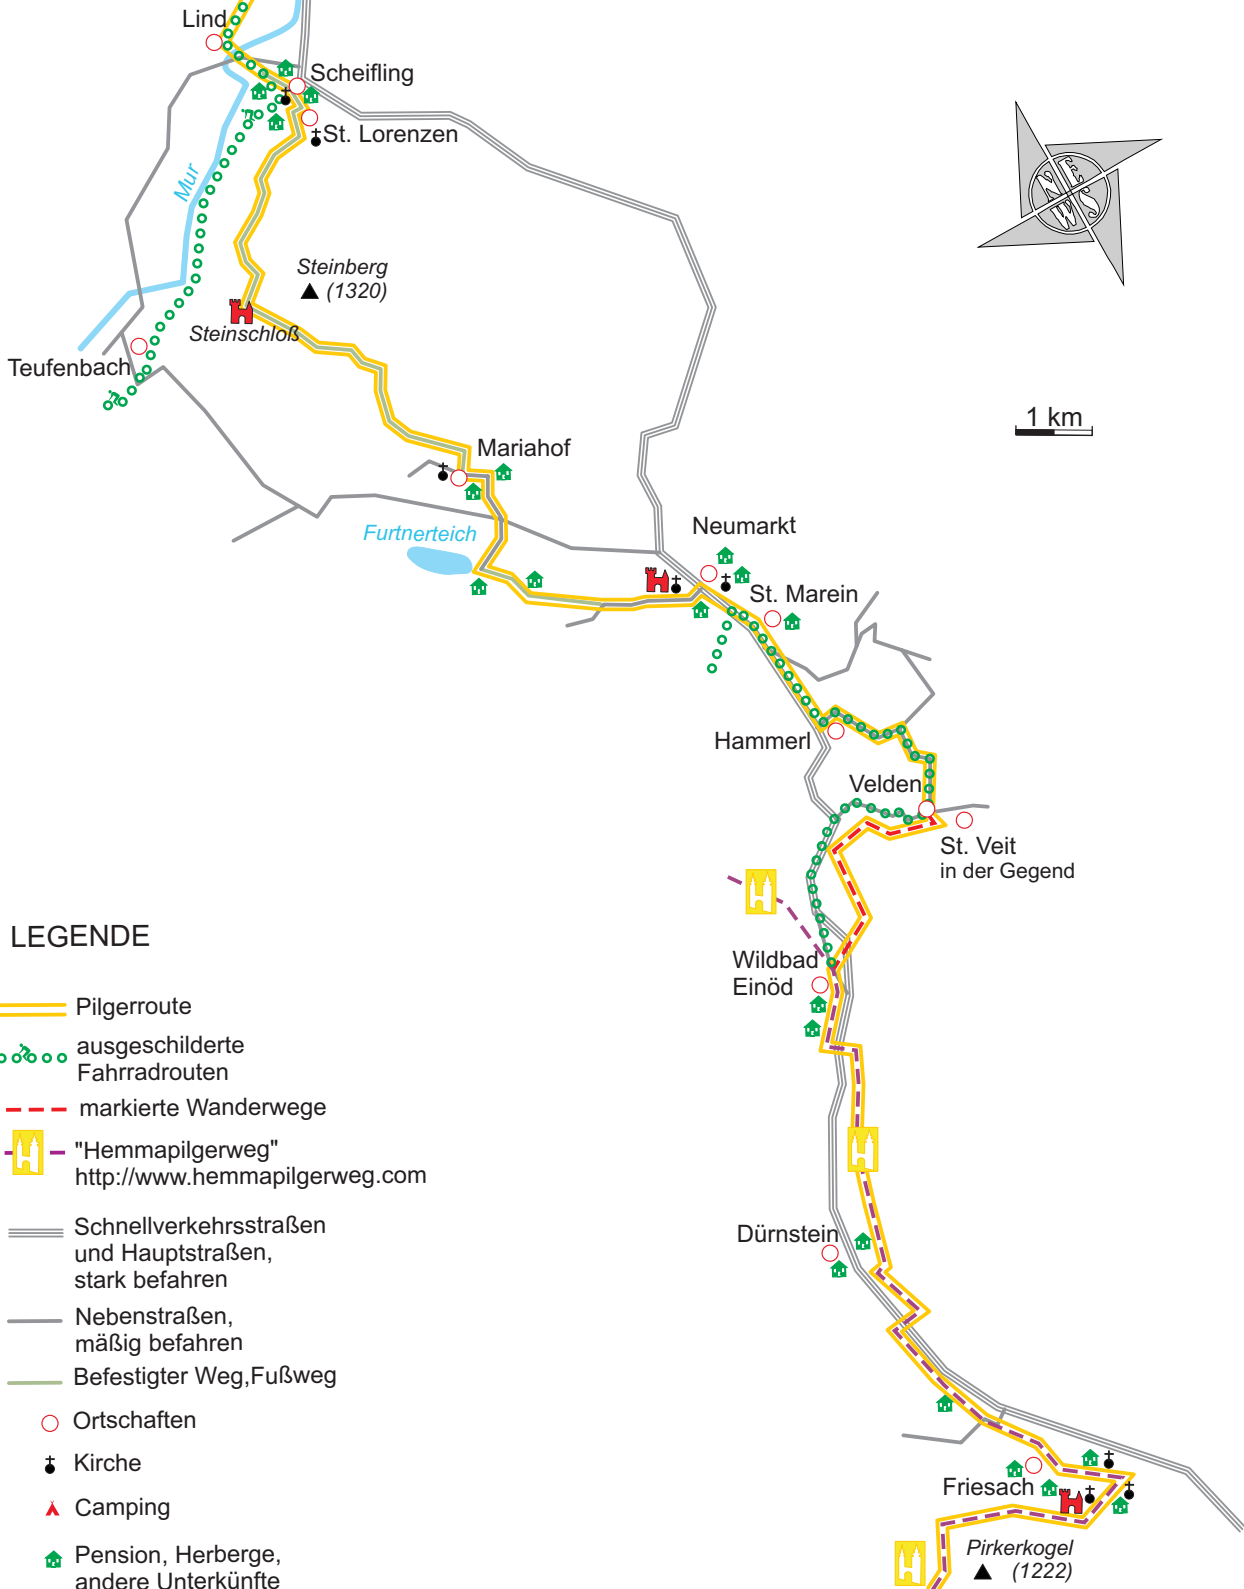 Lind
Scheifling
St. Lorenzen
Mur
N E
W S
Steinberg
(1320)
Steinschloß
Teufenbach
1 km
Mariahof
Furtnerteich
Neumarkt
St. Marein
Hammerl
Velden
St. Veit
in der Gegend
Wildbad
Einöd
LEGENDE
Pilgerroute
ausgeschilderte
Fahrradrouten
markierte Wanderwege
"Hemmapilgerweg"
http://www.hemmapilgerweg.com
Schnellverkehrsstraßen
und Hauptstraßen,
stark befahren
Nebenstraßen,
mäßig befahren
Befestigter Weg,Fußweg
Ortschaften
Kirche
Camping
Pension, Herberge,
andere Unterkünfte
Dürnstein
Friesach
Pirkerkogel
(1222)